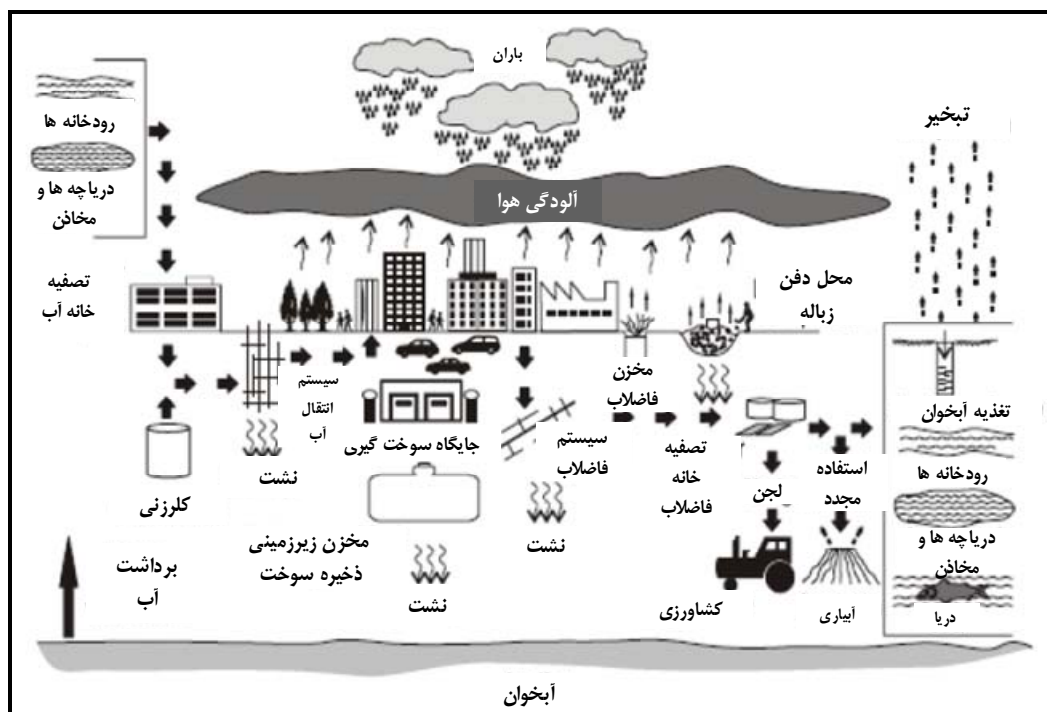 باران
رودخانه ها
دریاچه ها و
مخاذن
آلودگی هوا
تبخیر
تصفیه
خانه آب
محل دفن
زباله
سیستم
انتقال
آب
نشت
کلرزنی
جایگاه سوخت گیری
مخزن زیرزمینی
ذخیره سوخت
نشت
سیستم
فاضلاب
نشت
مخزن
فاضلاب
تصفیه
خانه
فاضلاب
لجن
استفاده
مجدد
کشاورزی
آبیاری
تغذیه آبخوان
رودخانه ها
دریاچه ها و
مخاذن
دریا
برداشت
آب
آبخوان